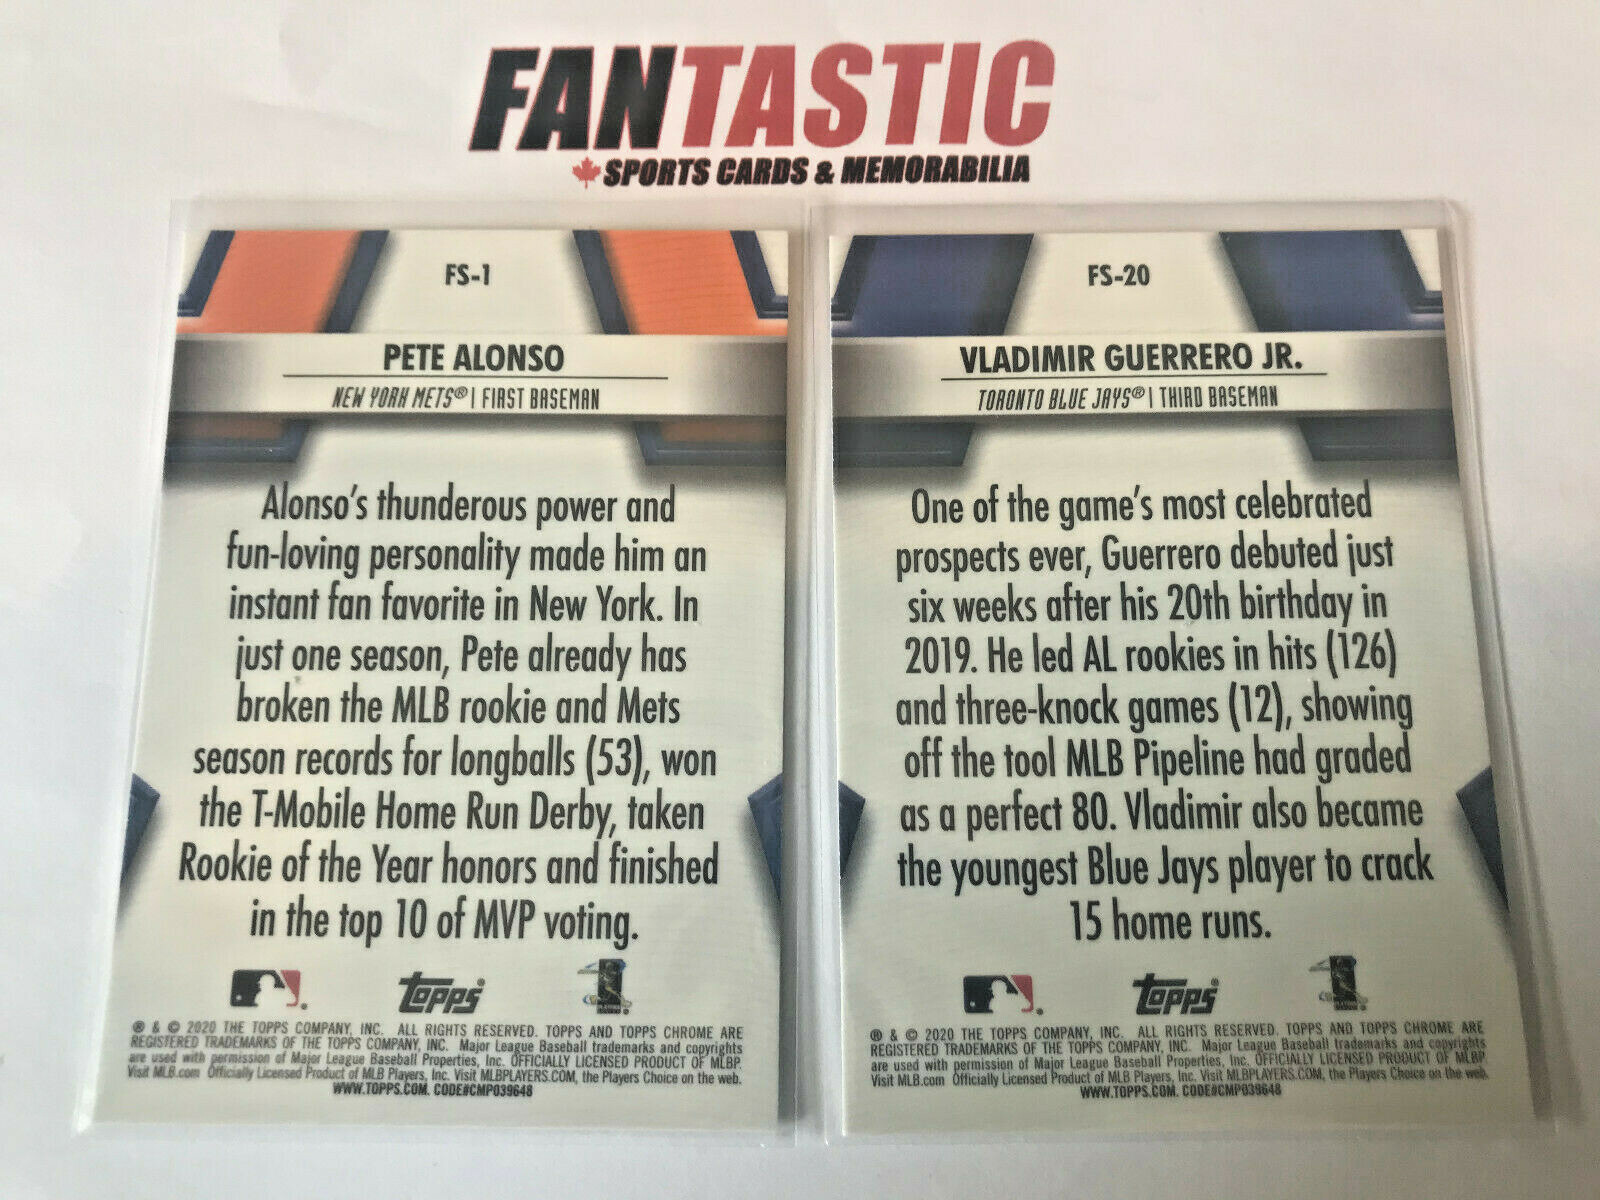 FANTASTIC
SPORTS CARDS & MEMORABILIA
FS-1
PETE ALONSO
NEW YORK METS® | FIRST BASEMAN
Alonso's thunderous power and
fun-loving personality made him an
instant fan favorite in New York. In
just one season, Pete already has
broken the MLB rookie and Mets
season records for longballs (53), won
the T-Mobile Home Run Derby, taken
Rookie of the Year honors and finished
in the top 10 of MVP voting.
topps
® & © 2020 THE TOPPS COMPANY, INC. ALL RIGHTS RESERVED. TOPPS AND TOPPS CHROME ARE
REGISTERED TRADEMARKS OF THE TOPPS COMPANY, INC. Major League Baseball trademarks and copyrights
are used with permission of Major League Baseball Properties, Inc. OFFICIALLY LICENSED PRODUCT OF MLBP.
Visit MLB.com Officially Licensed Product of MLB Players, Inc. Visit MLBPLAYERS.COM, the Players Choice on the web.
WWW.TOPPS.COM. CODE#CMP039648
FS-20
VLADIMIR GUERRERO JR.
TORONTO BLUE JAYS® | THIRD BASEMAN
One of the game's most celebrated
prospects ever, Guerrero debuted just
six weeks after his 20th birthday in
2019. He led AL rookies in hits (126)
and three-knock games (12), showing
off the tool MLB Pipeline had graded
as a perfect 80. Vladimir also became
the youngest Blue Jays player to crack
15 home runs.
topps
® & © 2020 THE TOPPS COMPANY, INC. ALL RIGHTS RESERVED. TOPPS AND TOPPS CHROME ARE
REGISTERED TRADEMARKS OF THE TOPPS COMPANY, INC. Major League Baseball trademarks and copyrights
are used with permission of Major League Baseball Properties, Inc. OFFICIALLY LICENSED PRODUCT OF MLBP.
Visit MLB.com Officially Licensed Product of MLB Players, Inc. Visit MLBPLAYERS.COM, the Players Choice on the web.
WWW.TOPPS.COM. CODE#CMP039648